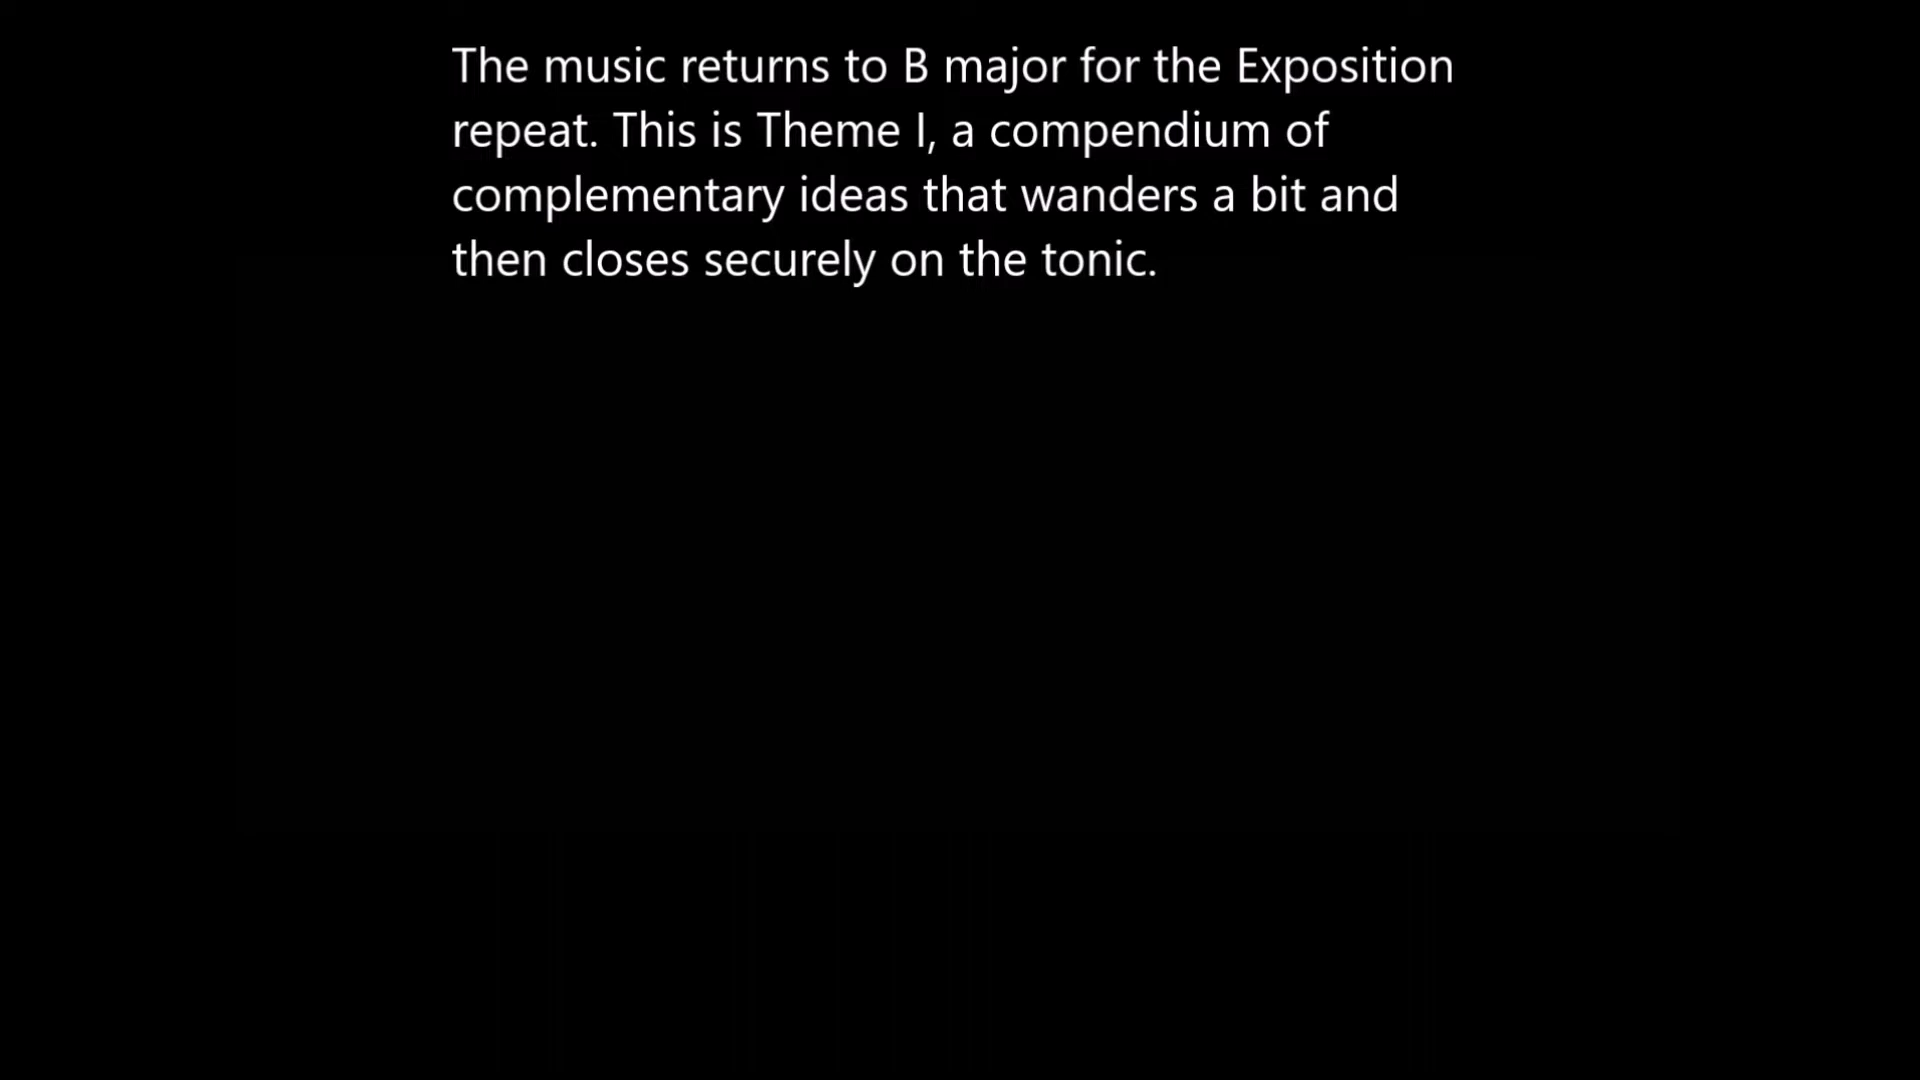 The music returns to B major for the Exposition
repeat. This is Theme I, a compendium of
complementary ideas that wanders a bit and
then closes securely on the tonic.